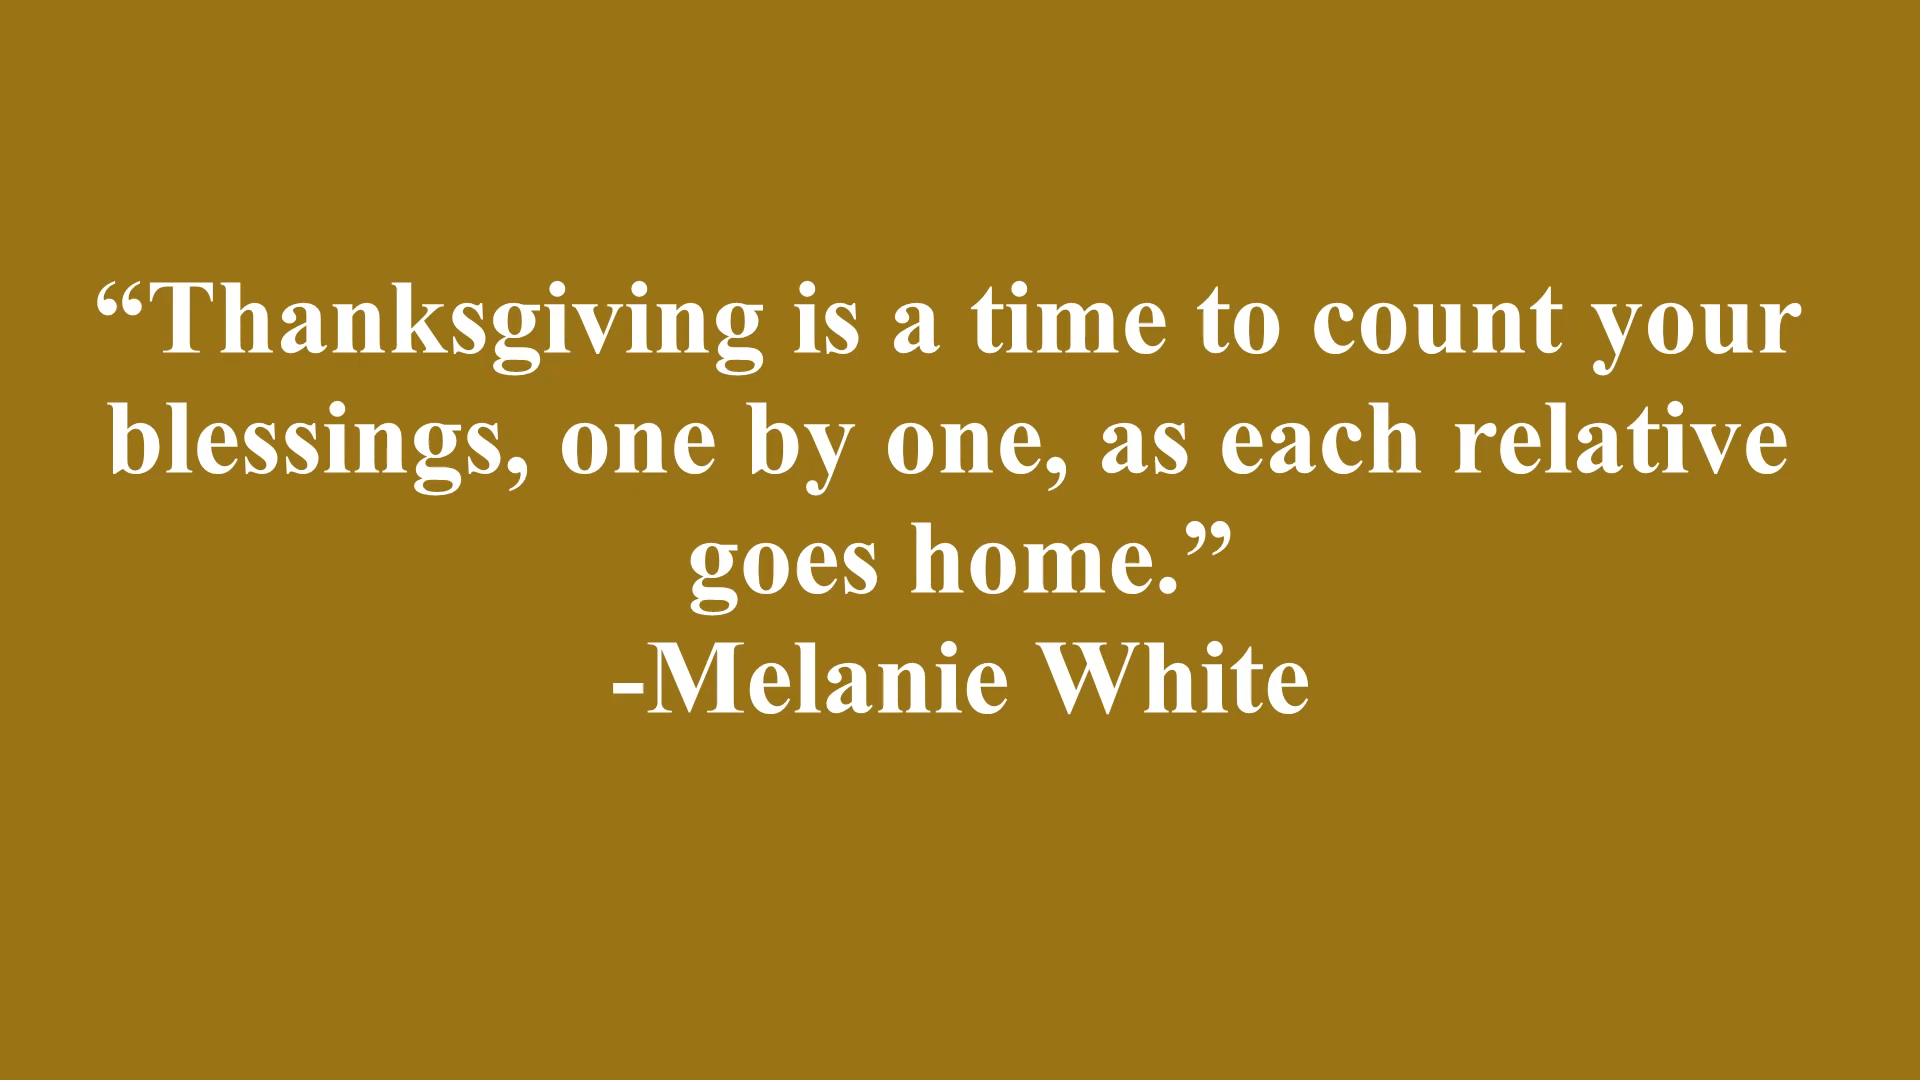 “Thanksgiving is a time to count your
blessings, one by one, as each relative
goes home.”
-Melanie White